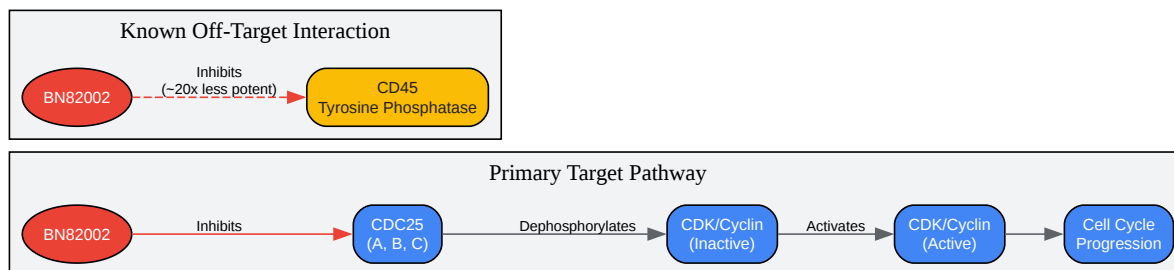 Known Off-Target Interaction
BN82002
Inhibits
(~20x less potent)
CD45
Tyrosine Phosphatase
Primary Target Pathway
BN82002
Inhibits
CDC25
(A, B, C)
Dephosphorylates
CDK/Cyclin
(Inactive)
Activates
CDK/Cyclin
(Active)
Cell Cycle
Progression